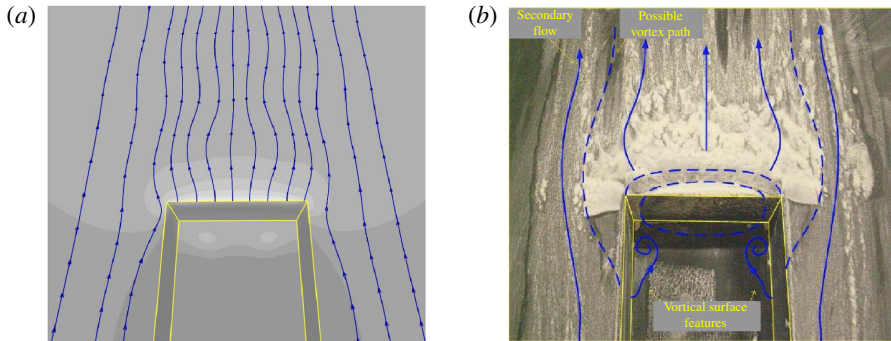 (a)
(b)
Secondary
flow
Possible
vortex path
Vortical surface
features